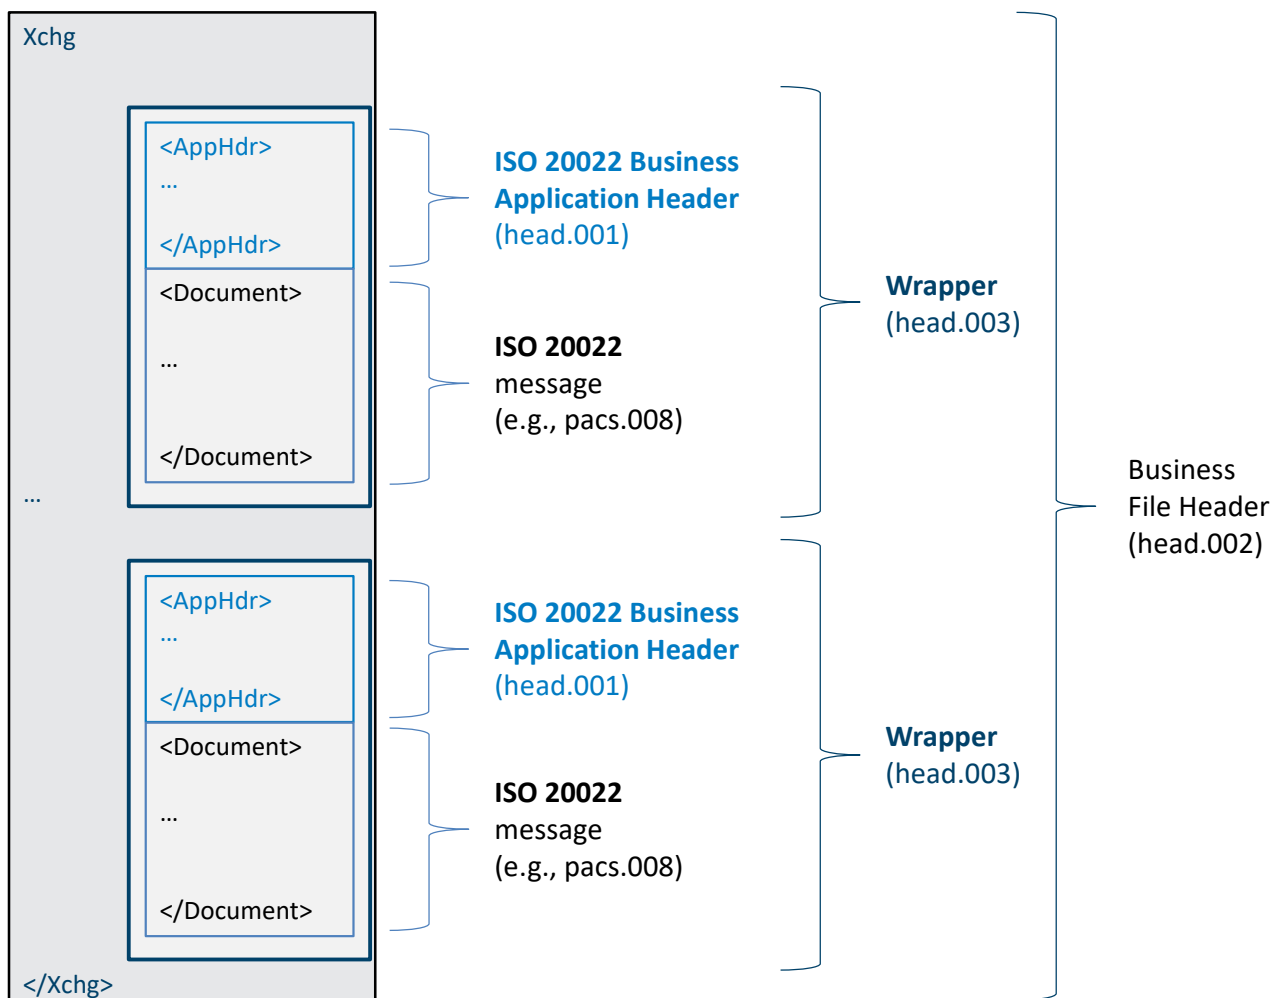 Xchg
<AppHdr>
...
</AppHdr>
<Document>
...
</Document>
...
<AppHdr>
...
</AppHdr>
<Document>
...
</Document>
</Xchg>
ISO 20022 Business
Application Header
(head.001)
ISO 20022
message
(e.g., pacs.008)
ISO 20022 Business
Application Header
(head.001)
ISO 20022
message
(e.g., pacs.008)
Wrapper
(head.003)
Wrapper
(head.003)
Business
File Header
(head.002)